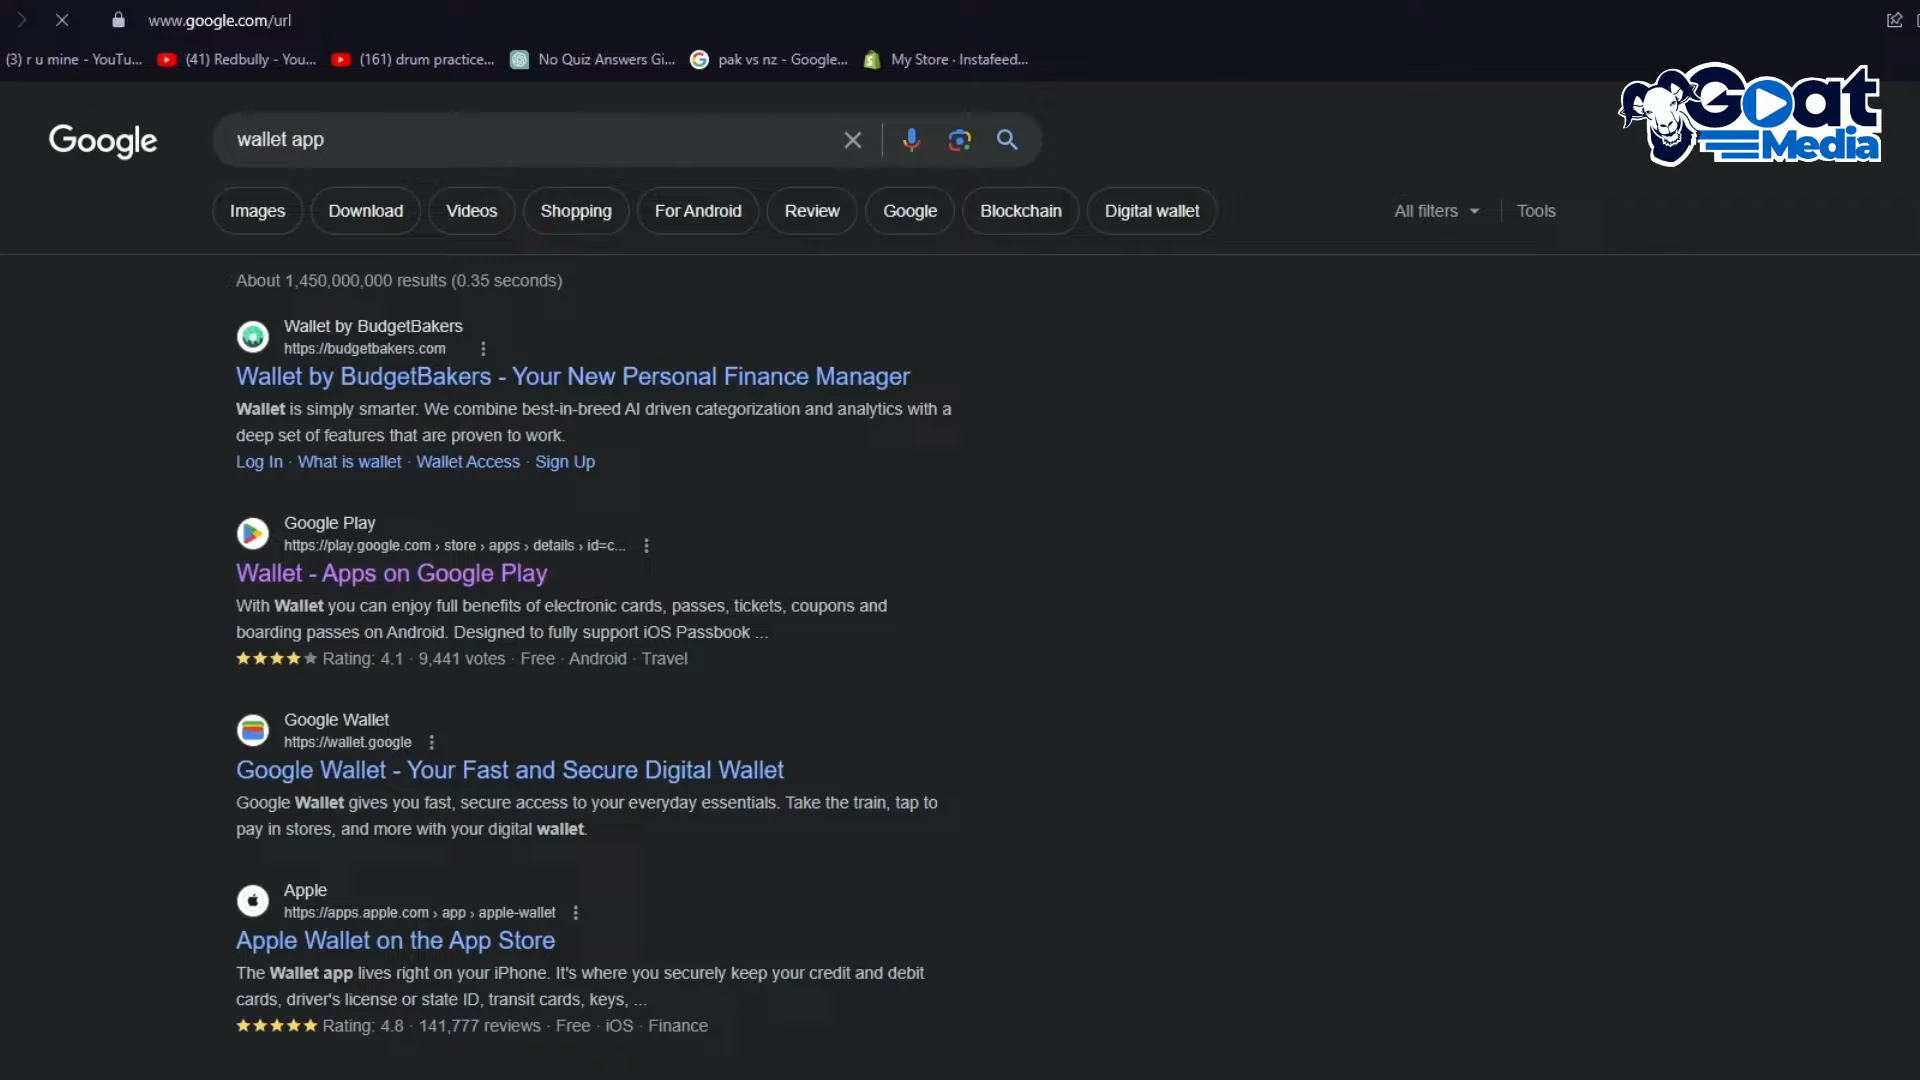 www.google.com/url
(3) r u mine - YouTu...
(41) Redbully - You...
(161) drum practice...
No Quiz Answers Gi...
pak vs nz - Google...
My Store · Instafeed...
Goat
Media
Google
wallet app
Images
Download
Videos
Shopping
For Android
Review
Google
Blockchain
Digital wallet
All filters
Tools
About 1,450,000,000 results (0.35 seconds)
Wallet by BudgetBakers
https://budgetbakers.com
Wallet by BudgetBakers - Your New Personal Finance Manager
Wallet is simply smarter. We combine best-in-breed AI driven categorization and analytics with a
deep set of features that are proven to work.
Log In · What is wallet · Wallet Access · Sign Up
Google Play
https://play.google.com › store › apps › details › id=c...
Wallet - Apps on Google Play
With Wallet you can enjoy full benefits of electronic cards, passes, tickets, coupons and
boarding passes on Android. Designed to fully support iOS Passbook ...
Rating: 4.1 · 9,441 votes · Free · Android · Travel
Google Wallet
https://wallet.google
Google Wallet - Your Fast and Secure Digital Wallet
Google Wallet gives you fast, secure access to your everyday essentials. Take the train, tap to
pay in stores, and more with your digital wallet.
Apple
https://apps.apple.com › app › apple-wallet
Apple Wallet on the App Store
The Wallet app lives right on your iPhone. It's where you securely keep your credit and debit
cards, driver's license or state ID, transit cards, keys, ...
Rating: 4.8 · 141,777 reviews · Free · iOS · Finance